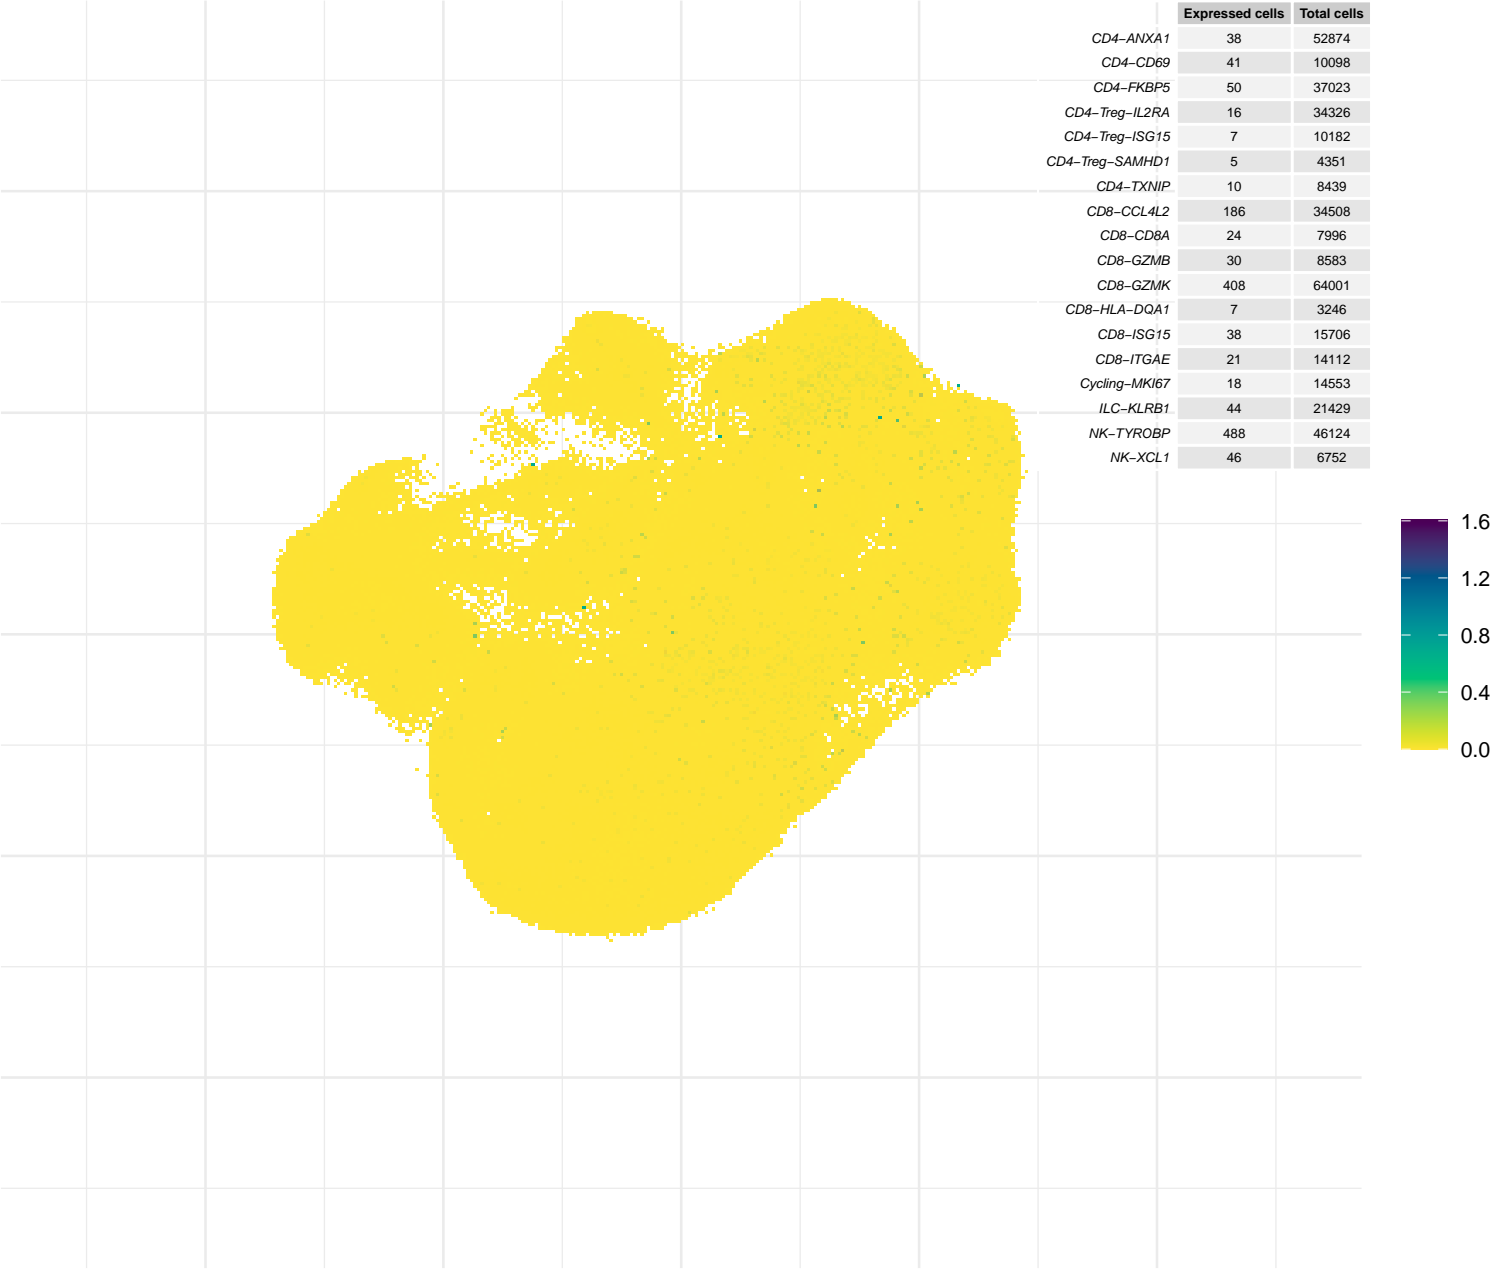 Expressed cells Total cells
CD4−ANXA1 38 52874
CD4−CD69 41 10098
CD4−FKBP5 50 37023
CD4−Treg−IL2RA 16 34326
CD4−Treg−ISG15 7 10182
CD4−Treg−SAMHD1 5 4351
CD4−TXNIP 10 8439
CD8−CCL4L2 186 34508
CD8−CD8A 24 7996
CD8−GZMB 30 8583
CD8−GZMK 408 64001
CD8−HLA−DQA1 7 3246
CD8−ISG15 38 15706
CD8−ITGAE 21 14112
Cycling−MKI67 18 14553
ILC−KLRB1 44 21429
NK−TYROBP 488 46124
NK−XCL1 46 6752
1.6
1.2
0.8
0.4
0.0